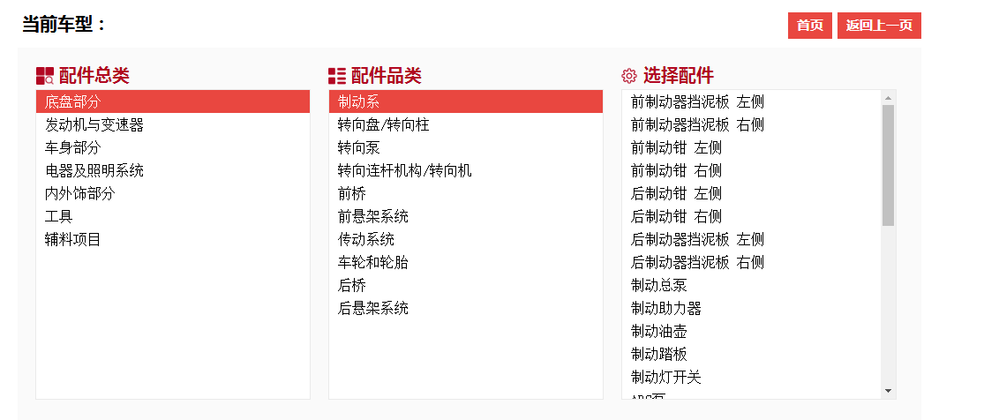 当前车型：
首页 返回上一页
配件总类
底盘部分
发动机与变速器
车身部分
电器及照明系统
内外饰部分
工具
辅料项目
配件品类
制动系
转向盘/转向柱
转向泵
转向连杆机构/转向机
前桥
前悬架系统
传动系统
车轮和轮胎
后桥
后悬架系统
选择配件
前制动器挡泥板 左侧
前制动器挡泥板 右侧
前制动钳 左侧
前制动钳 右侧
后制动钳 左侧
后制动钳 右侧
后制动器挡泥板 左侧
后制动器挡泥板 右侧
制动总泵
制动助力器
制动油壶
制动踏板
制动灯开关
ABS泵